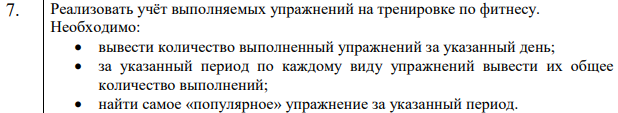 7. Реализовать учёт выполняемых упражнений на тренировке по фитнесу.
Необходимо:
• вывести количество выполненный упражнений за указанный день;
• за указанный период по каждому виду упражнений вывести их общее
количество выполнений;
• найти самое «популярное» упражнение за указанный период.